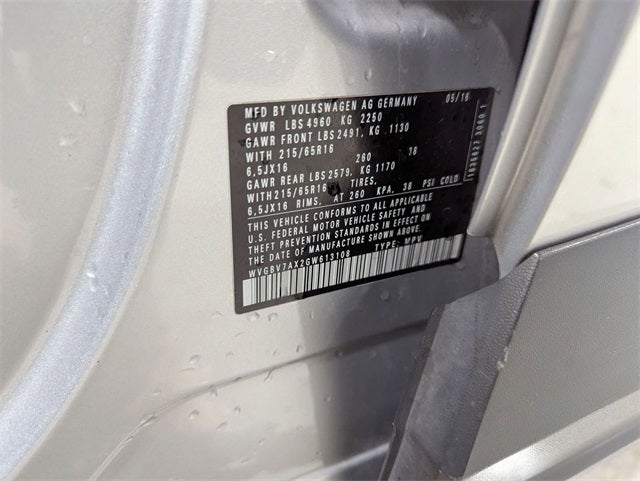 MFD BY VOLKSWAGEN AG GERMANY 05/16
GVWR LBS 4960 KG 2250
GAWR FRONT LBS 2491, KG 1130
WITH 215/65R16
6,5JX16 260 38
GAWR REAR LBS 2579, KG 1170
WITH 215/65R16 TIRES,
6,5JX16 RIMS, AT 260 KPA, 38 PSI COLD
THIS VEHICLE CONFORMS TO ALL APPLICABLE
U.S. FEDERAL MOTOR VEHICLE SAFETY AND
THEFT PREVENTION STANDARDS IN EFFECT ON
THE DATE OF MANUFACTURE SHOWN ABOVE.
WVGBV7AX2GW613108 TYPE: MPV